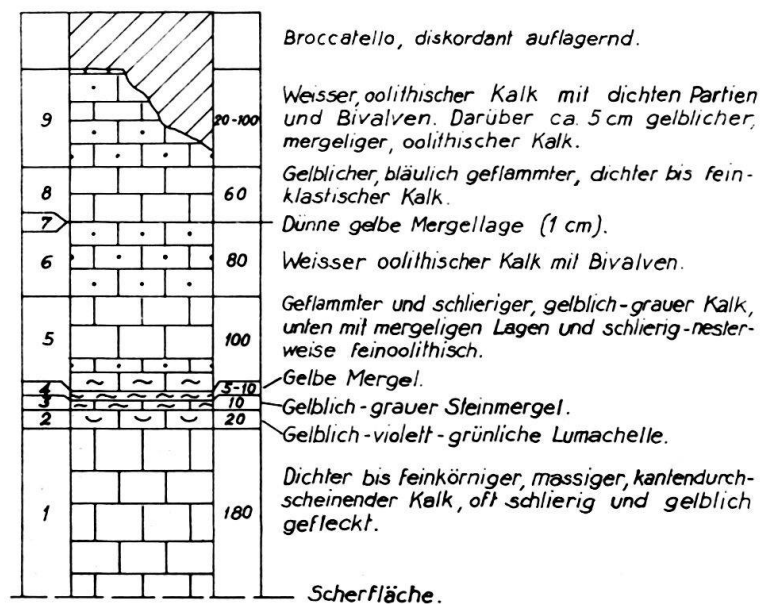 Broccatello, diskordant auflagernd.
9
20-100
Weisser, oolithischer Kalk mit dichten Partien
und Bivalven. Darüber ca. 5 cm gelblicher,
mergeliger, oolithischer Kalk.
8
60
Gelblicher, bläulich geflammter, dichter bis fein-
klastischer Kalk.
7
Dünne gelbe Mergellage (1 cm).
6
80
Weisser oolithischer Kalk mit Bivalven.
5
100
Geflammter und schlieriger, gelblich-grauer Kalk,
unten mit mergeligen Lagen und schlierig-nester-
weise feinoolithisch.
4
5-10
Gelbe Mergel.
3
10
Gelblich-grauer Steinmergel.
2
20
Gelblich-violett-grünliche Lumachelle.
1
180
Dichter bis feinkörniger, massiger, kantendurch-
scheinender Kalk, oft schlierig und gelblich
gefleckt.
Scherfläche.